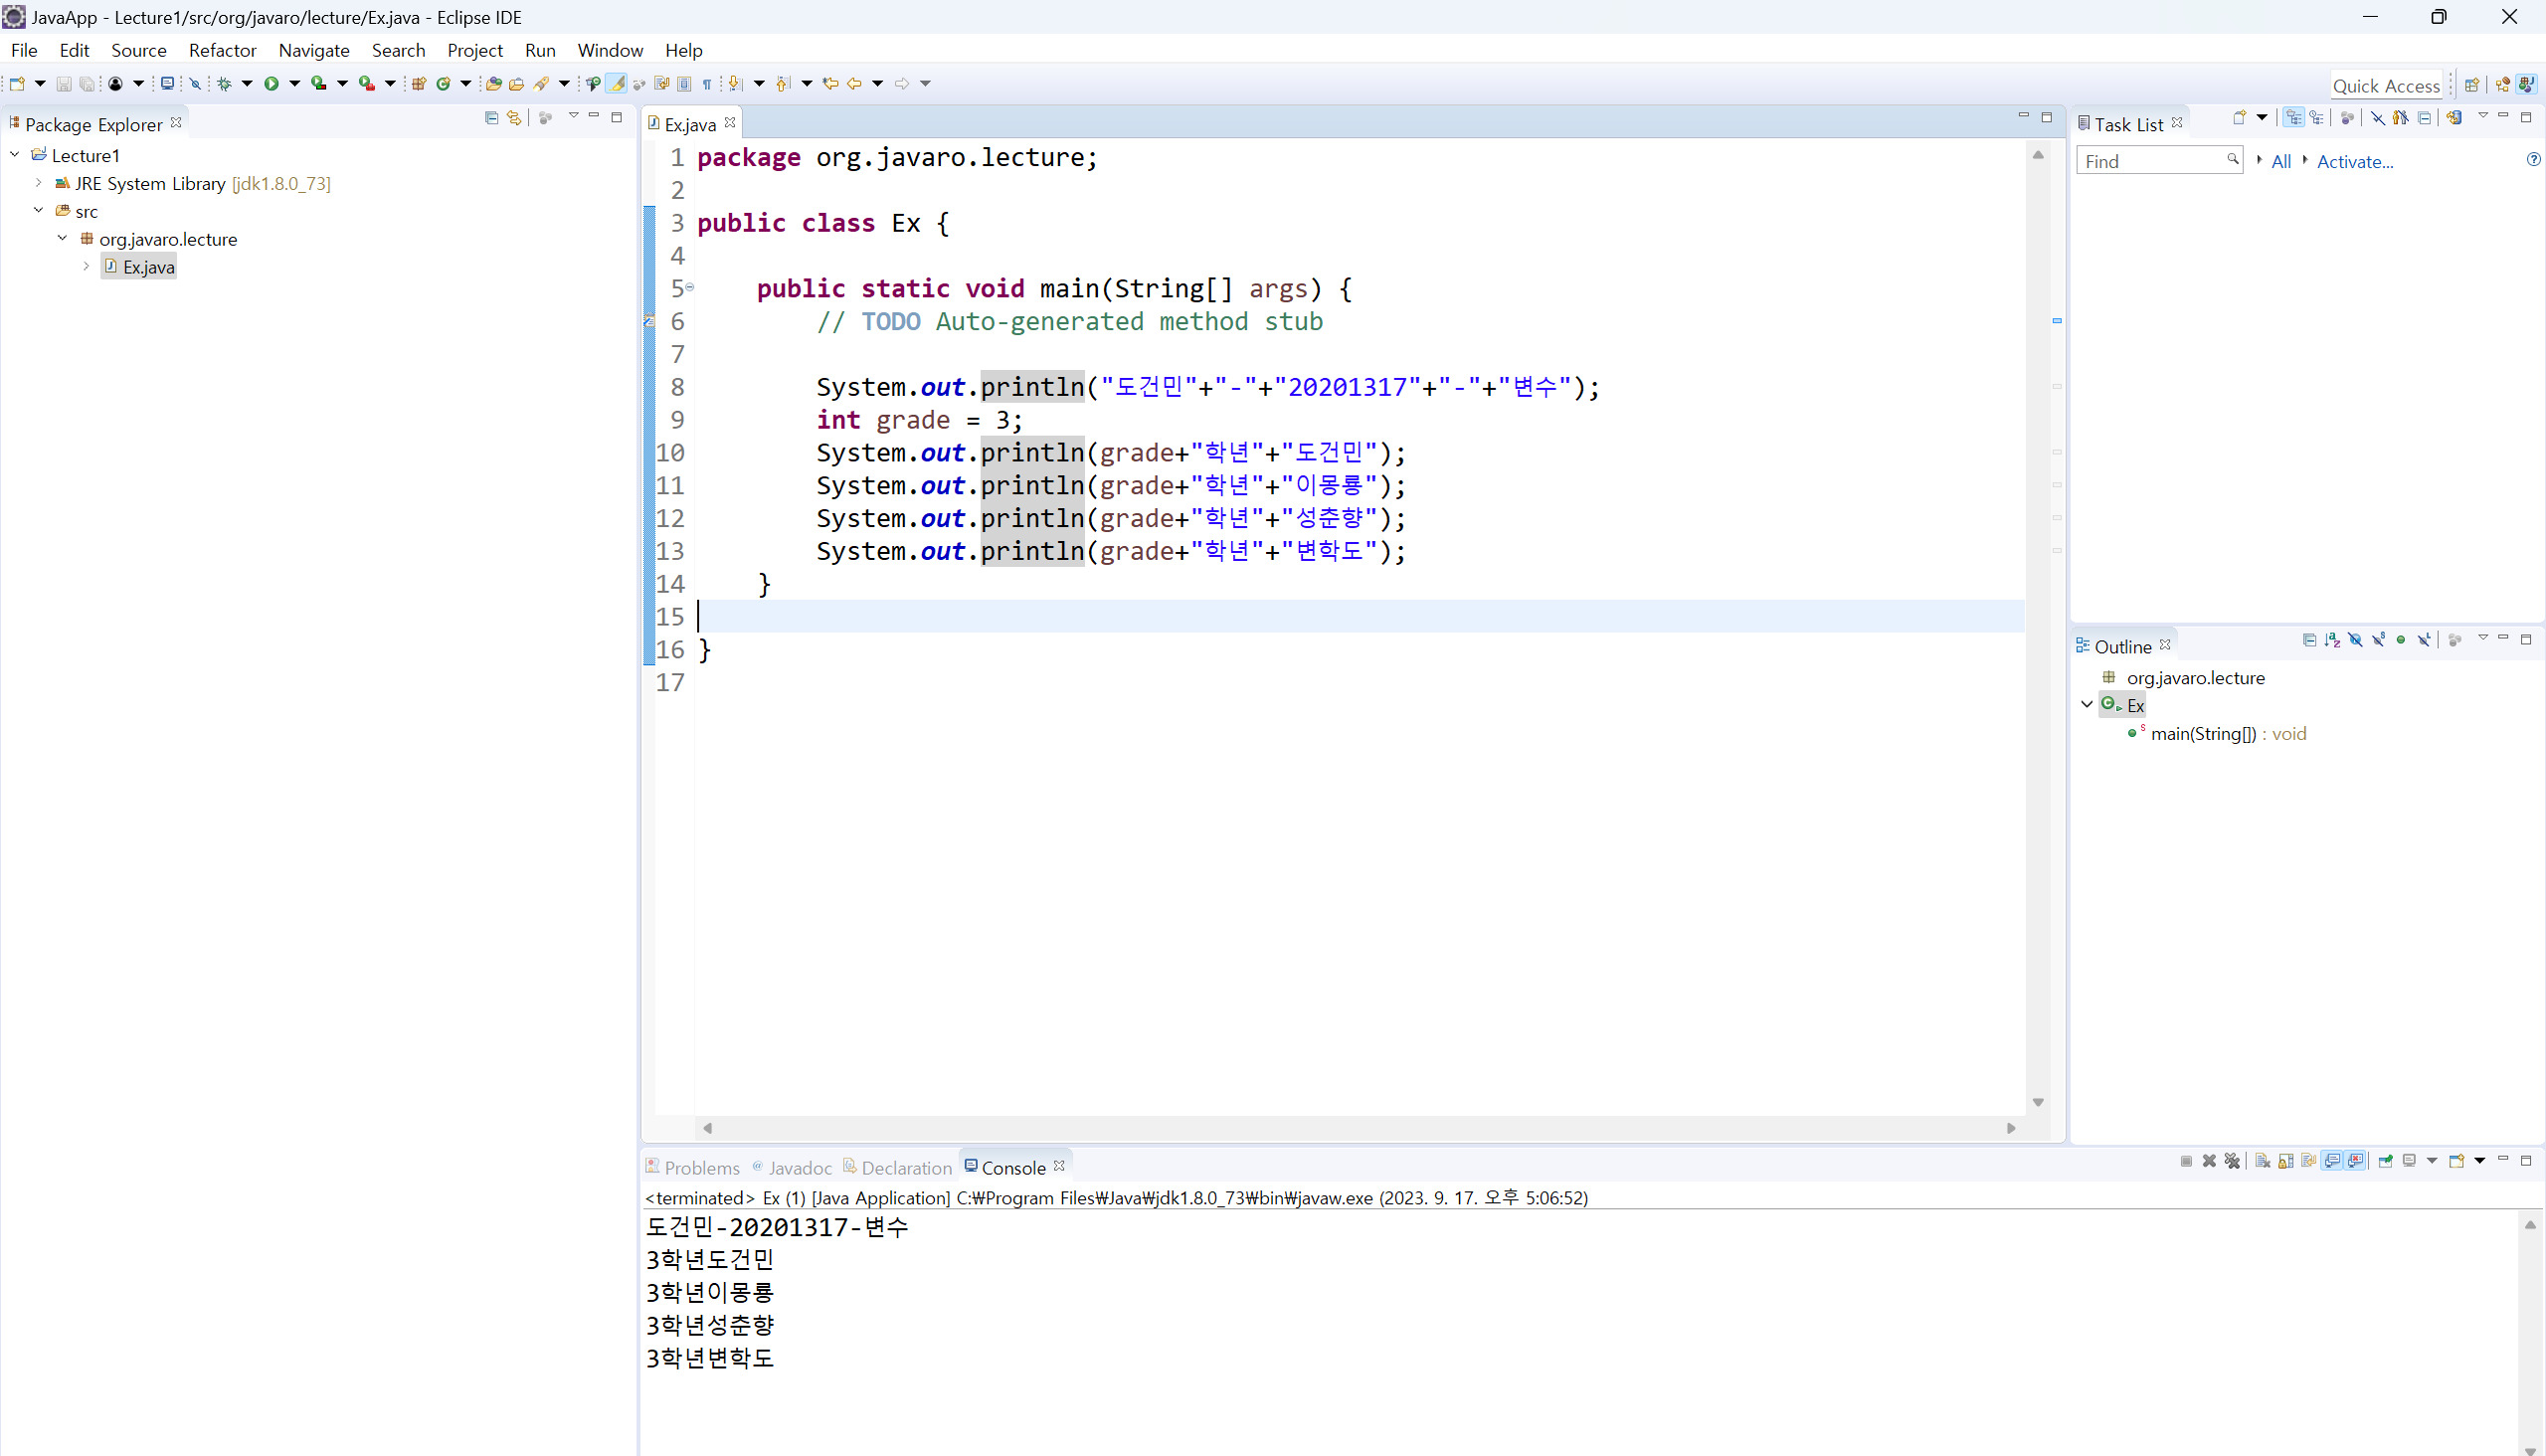 JavaApp - Lecture1/src/org/javaro/lecture/Ex.java - Eclipse IDE
File Edit Source Refactor Navigate Search Project Run Window Help
Quick Access
Package Explorer
Lecture1
JRE System Library [jdk1.8.0_73]
src
org.javaro.lecture
Ex.java
Ex.java
1 package org.javaro.lecture;
2
3 public class Ex {
4
5 public static void main(String[] args) {
6 // TODO Auto-generated method stub
7
8 System.out.println("도건민"+"-"+"20201317"+"-"+"변수");
9 int grade = 3;
10 System.out.println(grade+"학년"+"도건민");
11 System.out.println(grade+"학년"+"이몽룡");
12 System.out.println(grade+"학년"+"성춘향");
13 System.out.println(grade+"학년"+"변학도");
14 }
15
16 }
17
Task List
Find All Activate...
Outline
org.javaro.lecture
Ex
main(String[]) : void
Problems @ Javadoc Declaration Console
<terminated> Ex (1) [Java Application] C:₩Program Files₩Java₩jdk1.8.0_73₩bin₩javaw.exe (2023. 9. 17. 오후 5:06:52)
도건민-20201317-변수
3학년도건민
3학년이몽룡
3학년성춘향
3학년변학도